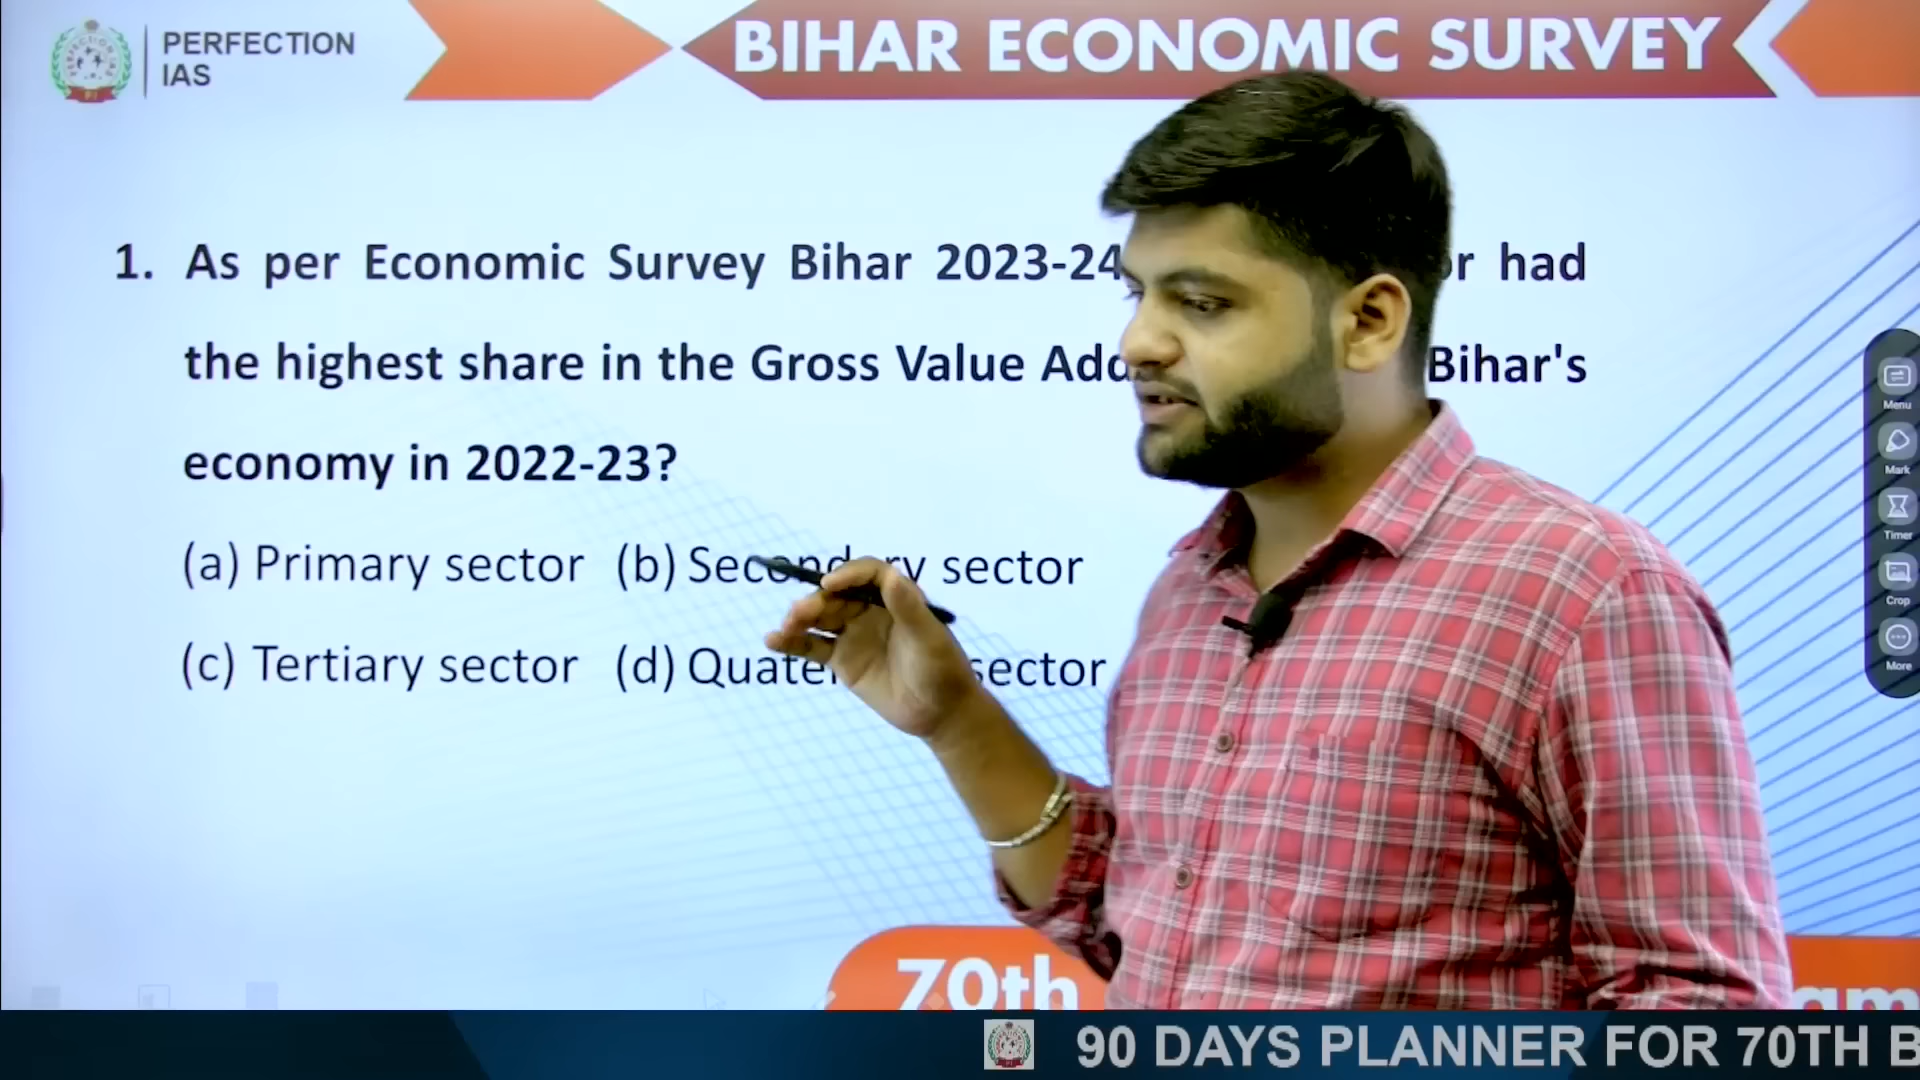 PERFECTION
IAS
BIHAR ECONOMIC SURVEY
1. As per Economic Survey Bihar 2023-24 had
the highest share in the Gross Value Bihar's
economy in 2022-23?
(a) Primary sector (b) Secondary sector
(c) Tertiary sector (d) sector
Menu
Mark
Timer
Crop
More
70th
90 DAYS PLANNER FOR 70TH B